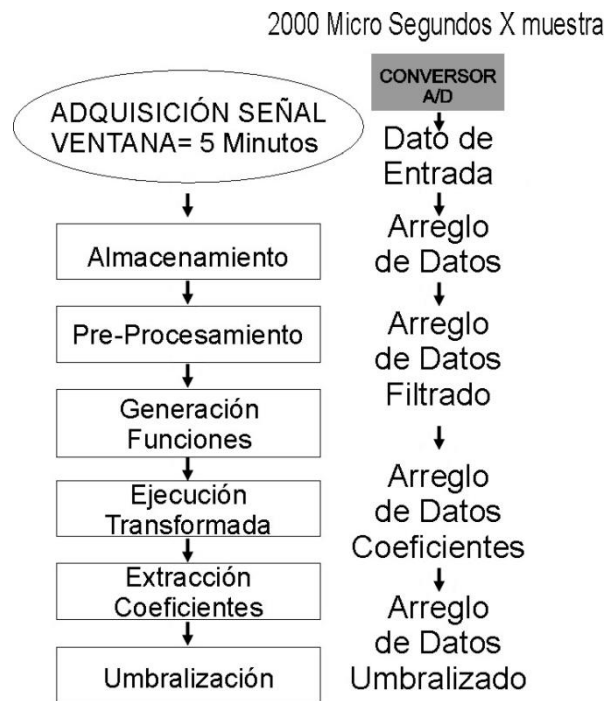 2000 Micro Segundos X muestra
ADQUISICIÓN SEÑAL
VENTANA= 5 Minutos
Almacenamiento
Pre-Procesamiento
Generación
Funciones
Ejecución
Transformada
Extracción
Coeficientes
Umbralización
CONVERSOR
A/D
Dato de
Entrada
Arreglo
de Datos
Arreglo
de Datos
Filtrado
Arreglo
de Datos
Coeficientes
Arreglo
de Datos
Umbralizado